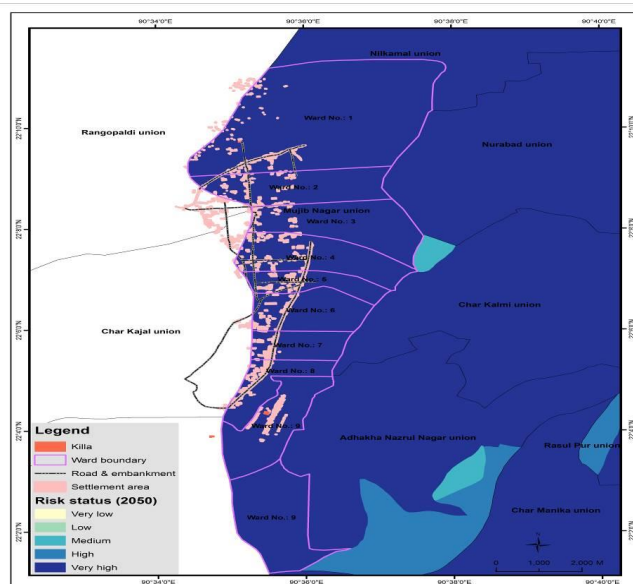 90°34'0"E 90°36'0"E 90°38'0"E 90°40'0"E
Nilkamal union
Ward No.: 1
Rangopaldi union
Nurabad union
Ward No.: 2
Mujib Nagar union
Ward No.: 3
Ward No.: 4
Ward No.: 5
Char Kalmi union
Ward No.: 6
Char Kajal union
Ward No.: 7
Ward No.: 8
Ward No.: 9
Adhakha Nazrul Nagar union
Rasul Pur union
Char Manika union
Ward No.: 9
Legend
Killa
Ward boundary
Road & embankment
Settlement area
Risk status (2050)
Very low
Low
Medium
High
Very high
N
0 1,000 2,000 M
90°34'0"E 90°36'0"E 90°38'0"E 90°40'0"E